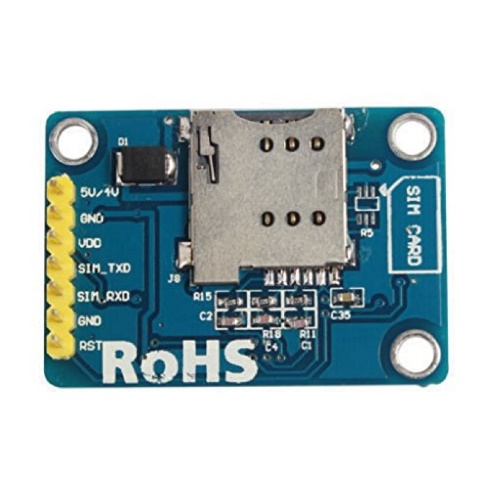 D1
5V/4V
GND
VDD
SIM_TXD
SIM_RXD
GND
RST
J8
R15
C2
R18
C4
R11
C1
C35
R5
SIM CARD
RoHS